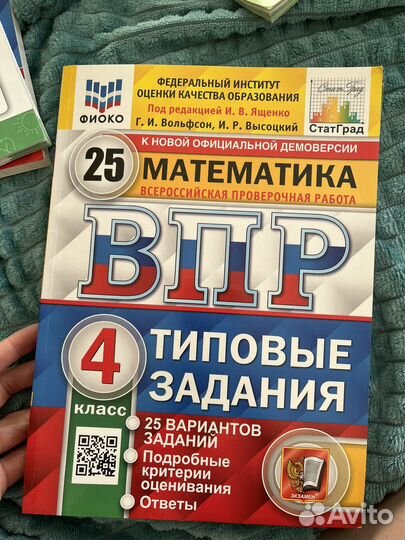 ФИОКО
ФЕДЕРАЛЬНЫЙ ИНСТИТУТ
ОЦЕНКИ КАЧЕСТВА ОБРАЗОВАНИЯ
Под редакцией И. В. Ященко
Г. И. Вольфсон, И. Р. Высоцкий
СтатГрад
СтатГрад
К НОВОЙ ОФИЦИАЛЬНОЙ ДЕМОВЕРСИИ
25
МАТЕМАТИКА
ВСЕРОССИЙСКАЯ ПРОВЕРОЧНАЯ РАБОТА
ВПР
4
класс
ТИПОВЫЕ
ЗАДАНИЯ
25 ВАРИАНТОВ
ЗАДАНИЙ
Подробные
критерии
оценивания
Ответы
ЭКЗАМЕН
Avito